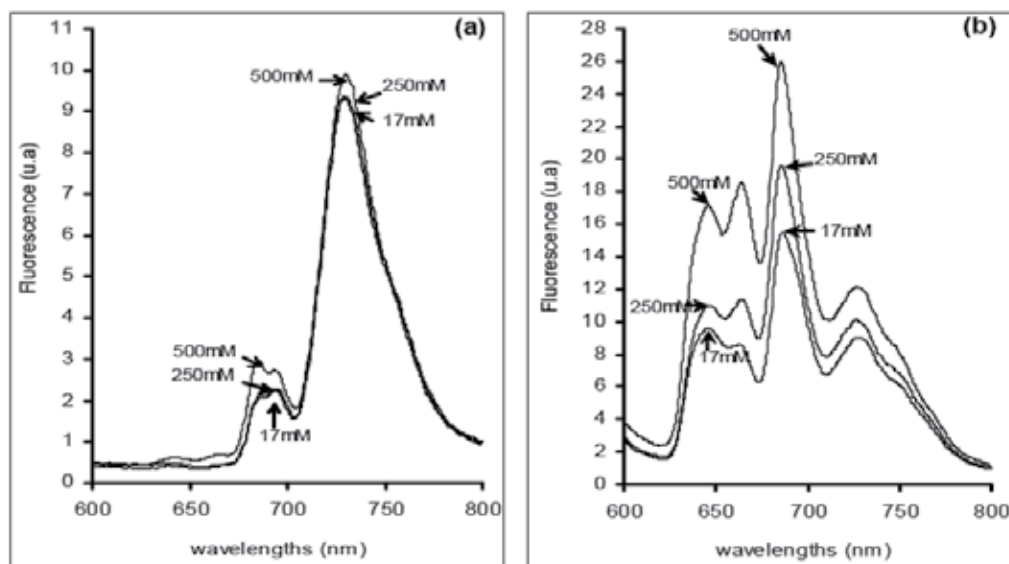 (a)
Fluorescence (u.a)
11
10
9
8
7
6
5
4
3
2
1
0
500mM
250mM
17mM
500mM
250mM
17mM
600 650 700 750 800
wavelengths (nm)
(b)
Fluorescence (u.a)
28
26
24
22
20
18
16
14
12
10
8
6
4
2
0
500mM
500mM
250mM
17mM
250mM
17mM
600 650 700 750 800
wavelengths (nm)